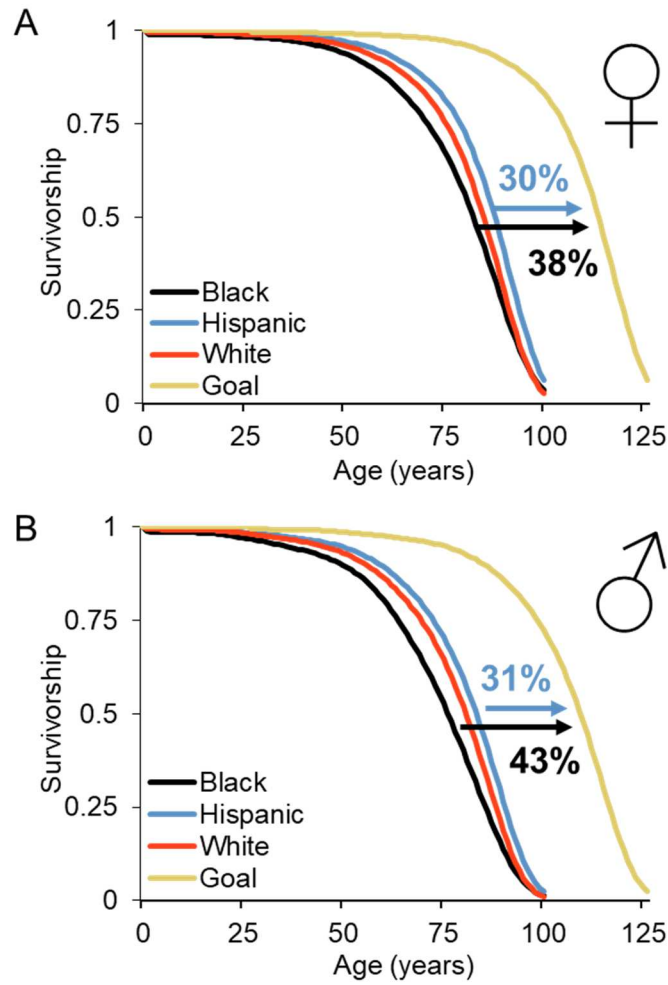 A
1
0.75
0.5
0.25
0
Survivorship
30%
38%
Black
Hispanic
White
Goal
0 25 50 75 100 125
Age (years)
B
1
0.75
0.5
0.25
0
Survivorship
31%
43%
Black
Hispanic
White
Goal
0 25 50 75 100 125
Age (years)